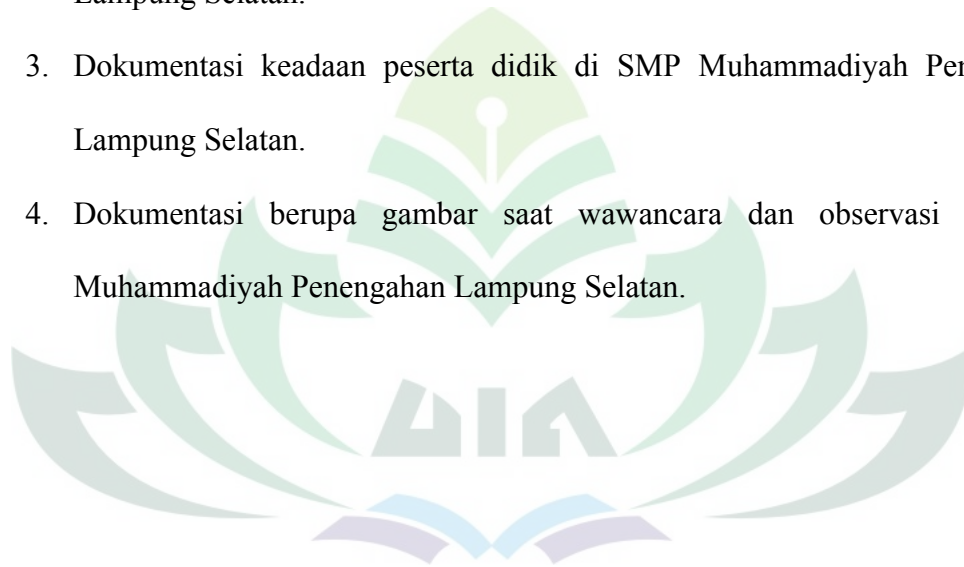 Lampung Selatan.
3. Dokumentasi keadaan peserta didik di SMP Muhammadiyah Pen
Lampung Selatan.
4. Dokumentasi berupa gambar saat wawancara dan observasi
Muhammadiyah Penengahan Lampung Selatan.
UIN